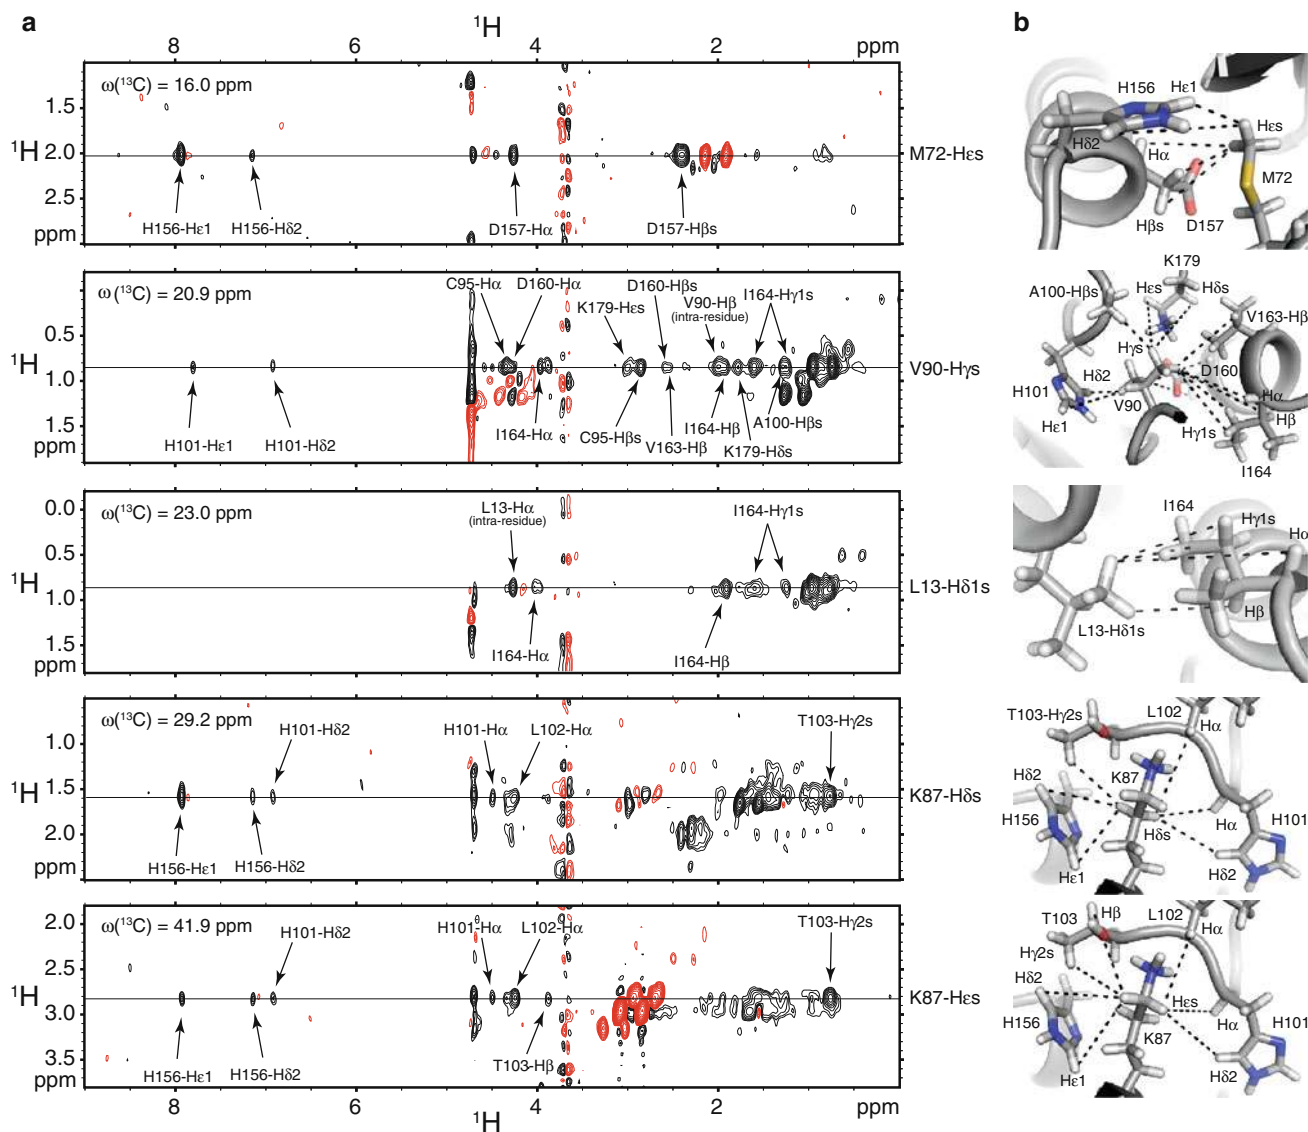 a
¹H
8 6 4 2 ppm
ω(¹³C) = 16.0 ppm
1.5
¹H 2.0
2.5
ppm
H156-Hε1
H156-Hδ2
D157-Hα
D157-Hβs
M72-Hεs
ω(¹³C) = 20.9 ppm
0.5
¹H
1.0
1.5
ppm
C95-Hα
D160-Hα
K179-Hεs
D160-Hβs
V90-Hβ
(intra-residue)
I164-Hγ1s
H101-Hε1
H101-Hδ2
I164-Hα
C95-Hβs
V163-Hβ
I164-Hβ
K179-Hδs
A100-Hβs
V90-Hγs
ω(¹³C) = 23.0 ppm
0.0
0.5
¹H
1.0
1.5
ppm
L13-Hα
(intra-residue)
I164-Hγ1s
I164-Hα
I164-Hβ
L13-Hδ1s
ω(¹³C) = 29.2 ppm
1.0
¹H 1.5
2.0
ppm
H101-Hδ2
H101-Hα
L102-Hα
T103-Hγ2s
H156-Hε1
H156-Hδ2
K87-Hδs
ω(¹³C) = 41.9 ppm
2.0
2.5
¹H
3.0
3.5
ppm
H101-Hδ2
H101-Hα
L102-Hα
T103-Hγ2s
H156-Hε1
H156-Hδ2
T103-Hβ
K87-Hεs
8 6 4 2 ppm
¹H
b
H156
Hε1
Hεs
Hδ2
Hα
M72
Hβs
D157
K179
A100-Hβs
Hεs
Hδs
V163-Hβ
Hγs
Hδ2
D160
H101
V90
Hα
Hβ
Hε1
Hγ1s
I164
I164
Hγ1s
Hα
Hβ
L13-Hδ1s
L102
T103-Hγ2s
Hα
K87
Hδ2
H156
Hδs
Hα
H101
Hε1
Hδ2
T103
Hβ
L102
Hα
Hγ2s
Hδ2
Hεs
H156
Hα
H101
K87
Hε1
Hδ2